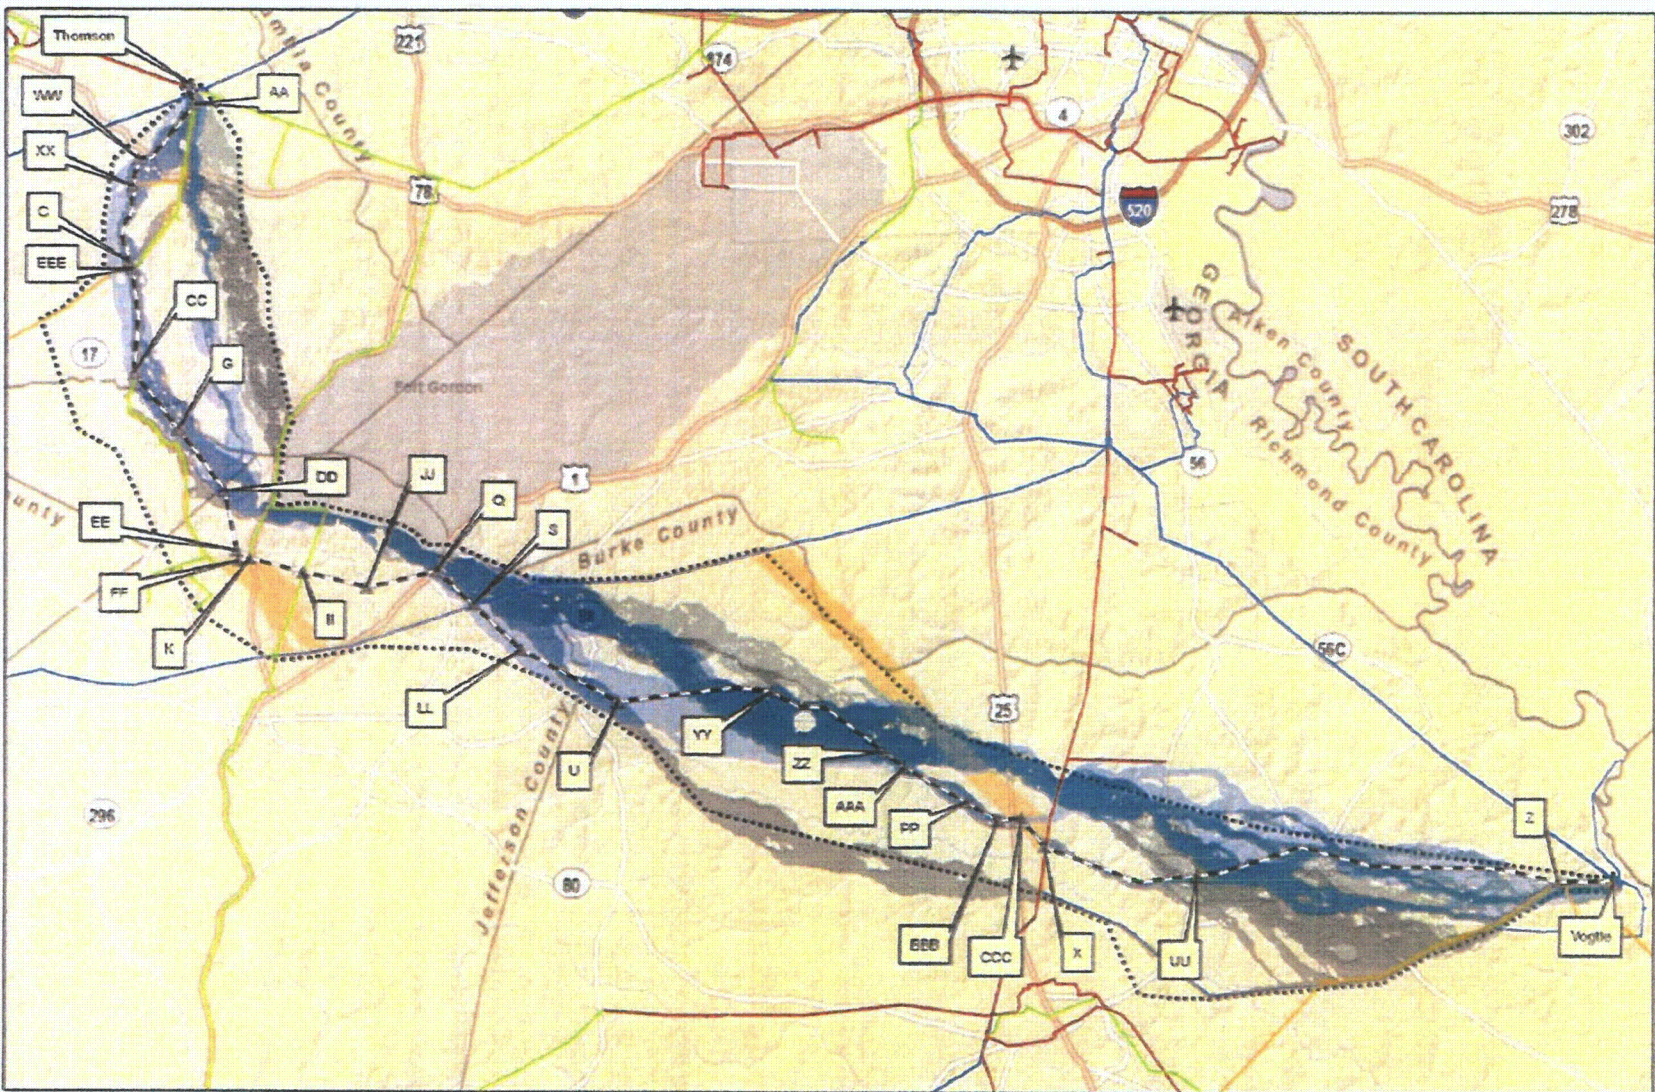 Thomson
221
274
WW
AA
4
302
XX
78
C
520
278
EEE
CC
GEORGIA
Aiken County
SOUTH CAROLINA
17
G
Fort Gordon
Richmond County
DD
JJ
1
56
Q
EE
S
Burke County
FF
II
K
56C
LL
25
YY
U
ZZ
AAA
PP
296
Z
Jefferson County
80
BBB
CCC
X
UU
Vogtle